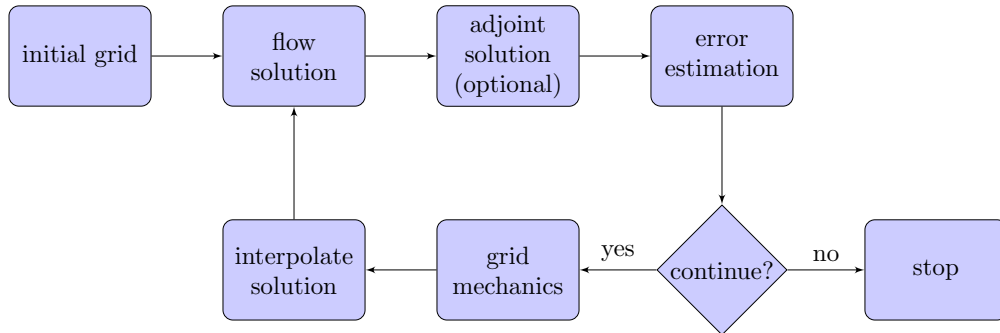 initial grid
flow
solution
adjoint
solution
(optional)
error
estimation
interpolate
solution
grid
mechanics
yes
continue?
no
stop